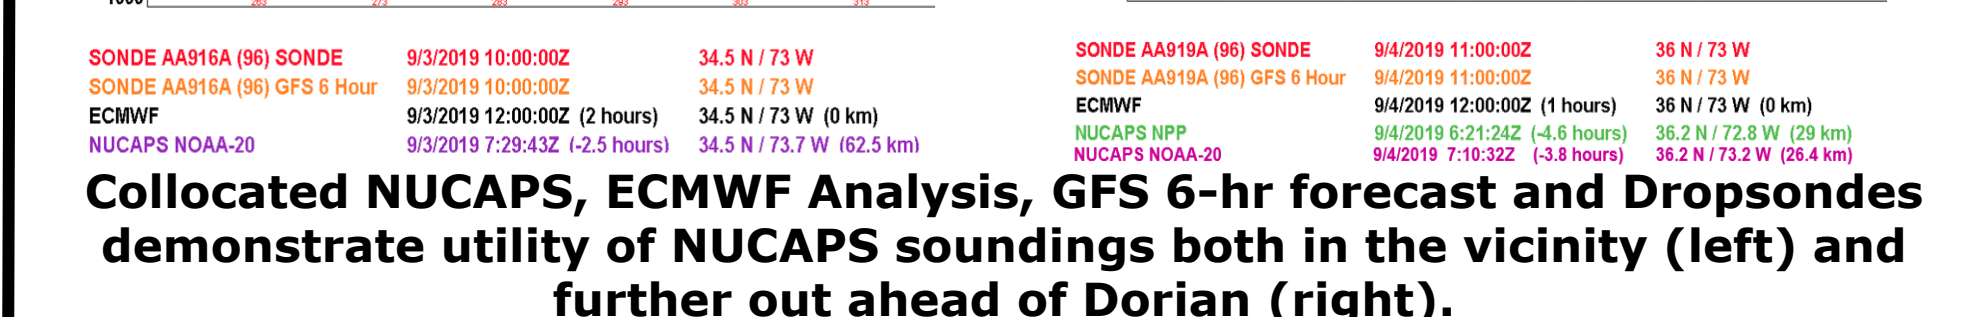 1000
263 273 283 293 303 313
SONDE AA916A (96) SONDE 9/3/2019 10:00:00Z 34.5 N / 73 W
SONDE AA916A (96) GFS 6 Hour 9/3/2019 10:00:00Z 34.5 N / 73 W
ECMWF 9/3/2019 12:00:00Z (2 hours) 34.5 N / 73 W (0 km)
NUCAPS NOAA-20 9/3/2019 7:29:43Z (-2.5 hours) 34.5 N / 73.7 W (62.5 km)
SONDE AA919A (96) SONDE 9/4/2019 11:00:00Z 36 N / 73 W
SONDE AA919A (96) GFS 6 Hour 9/4/2019 11:00:00Z 36 N / 73 W
ECMWF 9/4/2019 12:00:00Z (1 hours) 36 N / 73 W (0 km)
NUCAPS NPP 9/4/2019 6:21:24Z (-4.6 hours) 36.2 N / 72.8 W (29 km)
NUCAPS NOAA-20 9/4/2019 7:10:32Z (-3.8 hours) 36.2 N / 73.2 W (26.4 km)
Collocated NUCAPS, ECMWF Analysis, GFS 6-hr forecast and Dropsondes
demonstrate utility of NUCAPS soundings both in the vicinity (left) and
further out ahead of Dorian (right).